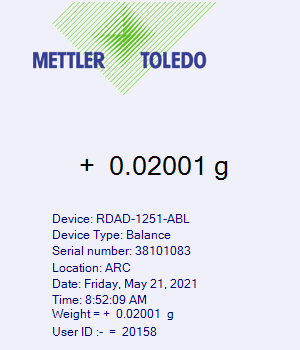 METTLER TOLEDO
+ 0.02001 g
Device: RDAD-1251-ABL
Device Type: Balance
Serial number: 38101083
Location: ARC
Date: Friday, May 21, 2021
Time: 8:52:09 AM
Weight = + 0.02001 g
User ID :- = 20158